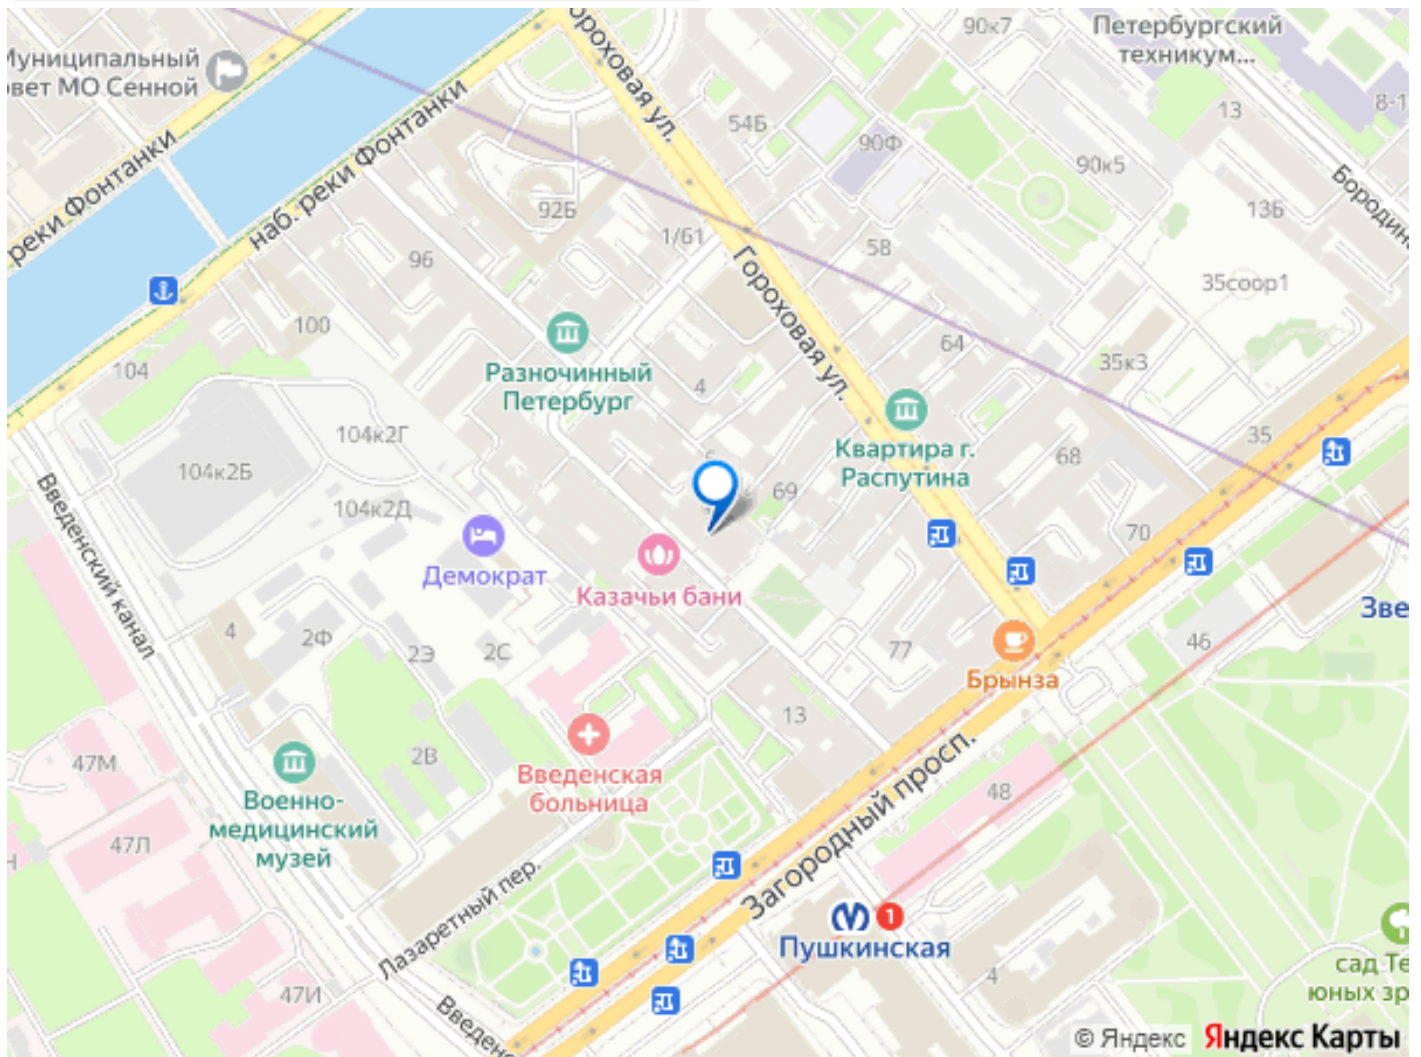 Муниципальный
овет МО Сенной
реки Фонтанки
наб. реки Фонтанки
Гороховая ул.
90к7
Петербургский
техникум...
8-1
13
54Б
90Ф
90к5
Бородин
13Б
92Б
1/61
58
96
35соор1
100
Разночинный
Петербург
Гороховая ул.
64
35к3
104
4
104к2Г
104к2Б
104к2Д
Квартира г.
Распутина
68
35
69
70
Введенский канал
Демократ
Казачьи бани
Зве
4
2Ф
2Э
2С
77
46
Брынза
13
47М
2В
Введенская
больница
Военно-
медицинский
музей
47Л
Загородный просп.
48
Лазаретный пер.
1
Пушкинская
4
сад Те
юных зр
47И
Введенс
© Яндекс Яндекс Карты